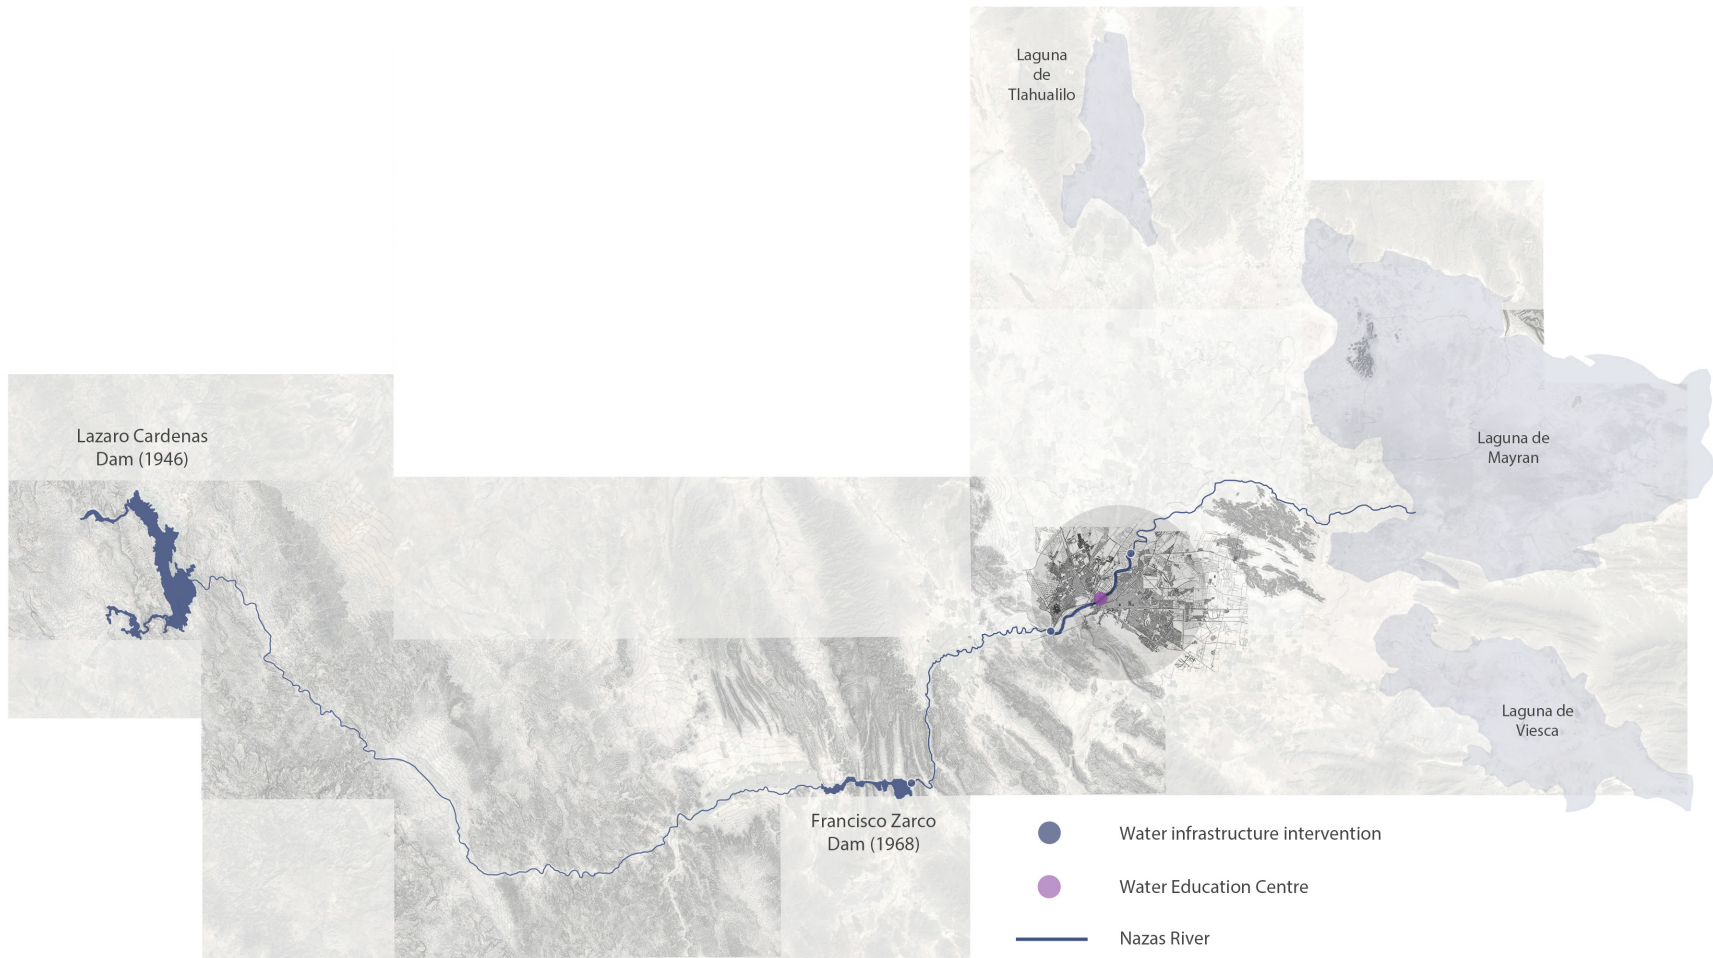 Laguna
de
Tlahualilo
Lazaro Cardenas
Dam (1946)
Laguna de
Mayran
Laguna de
Viesca
Francisco Zarco
Dam (1968)
Water infrastructure intervention
Water Education Centre
Nazas River